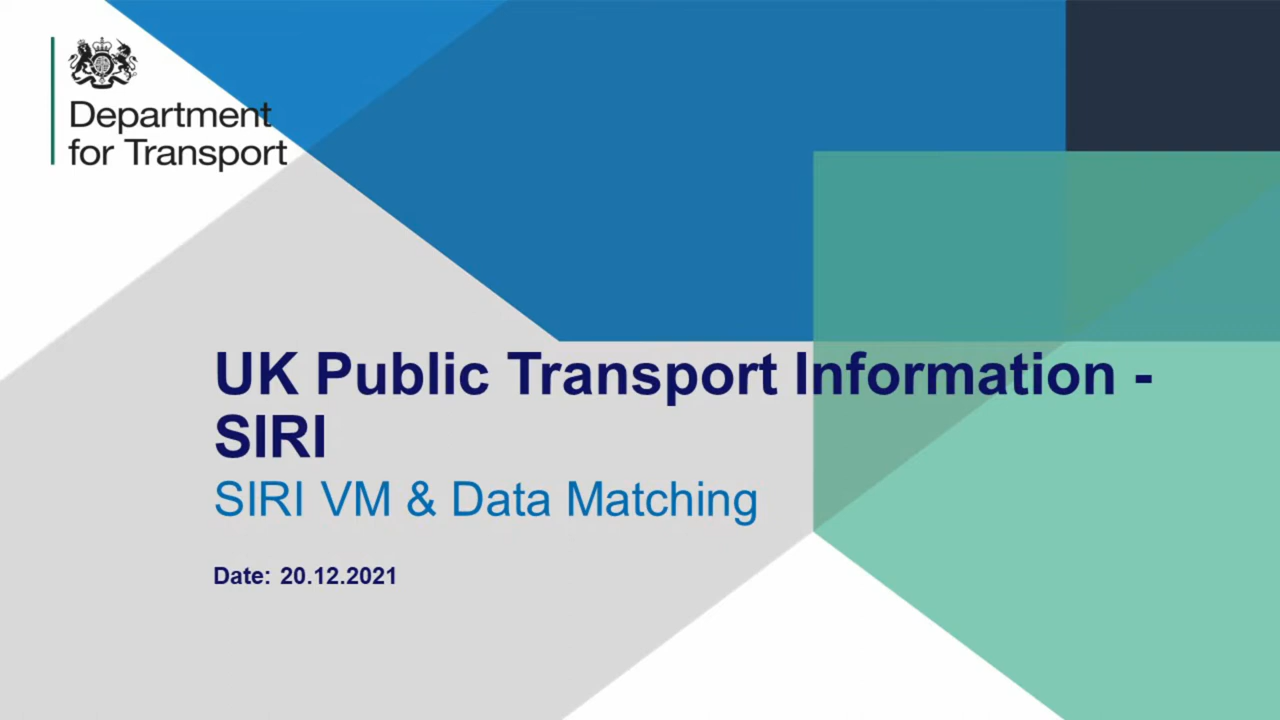 Department
for Transport
UK Public Transport Information -
SIRI
SIRI VM & Data Matching
Date: 20.12.2021